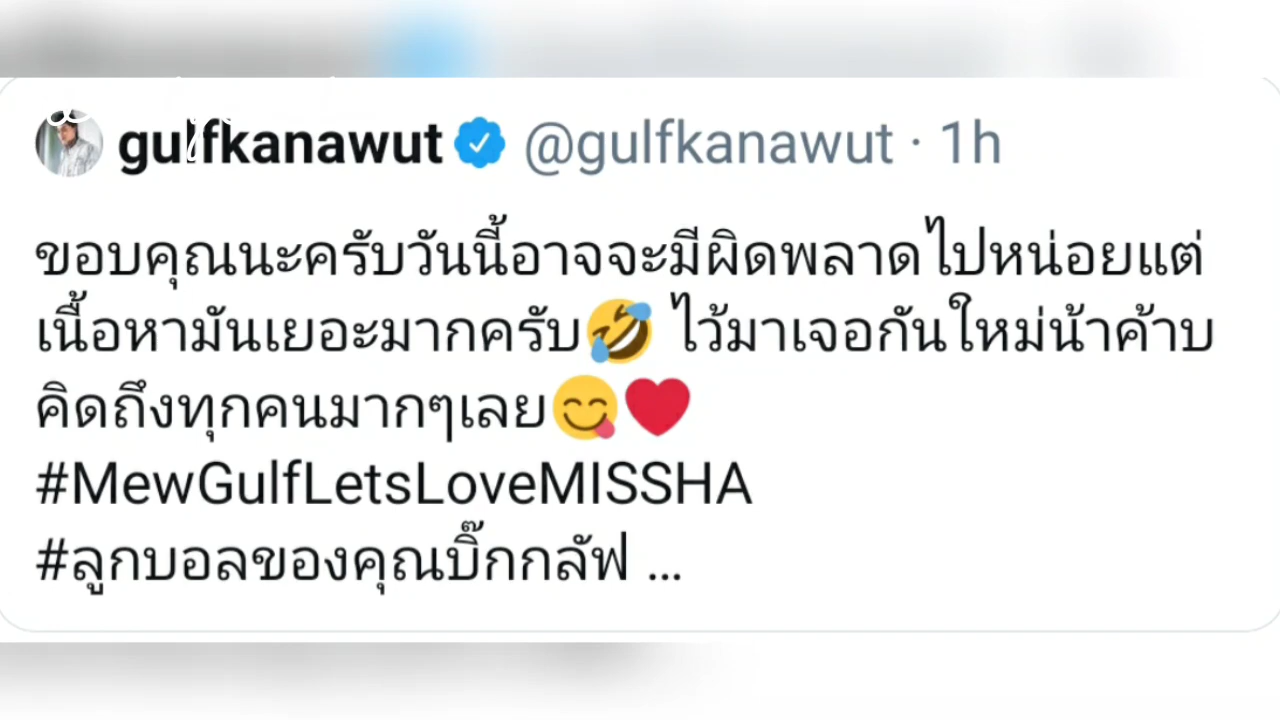 gulfkanawut @gulfkanawut · 1h
ขอบคุณนะครับวันนี้อาจจะมีผิดพลาดไปหน่อยแต่
เนื้อหามันเยอะมากครับ🤣 ไว้มาเจอกันใหม่น้าค้าบ
คิดถึงทุกคนมากๆเลย😋❤️
#MewGulfLetsLoveMISSHA
#ลูกบอลของคุณบิ๊กกลัฟ ...